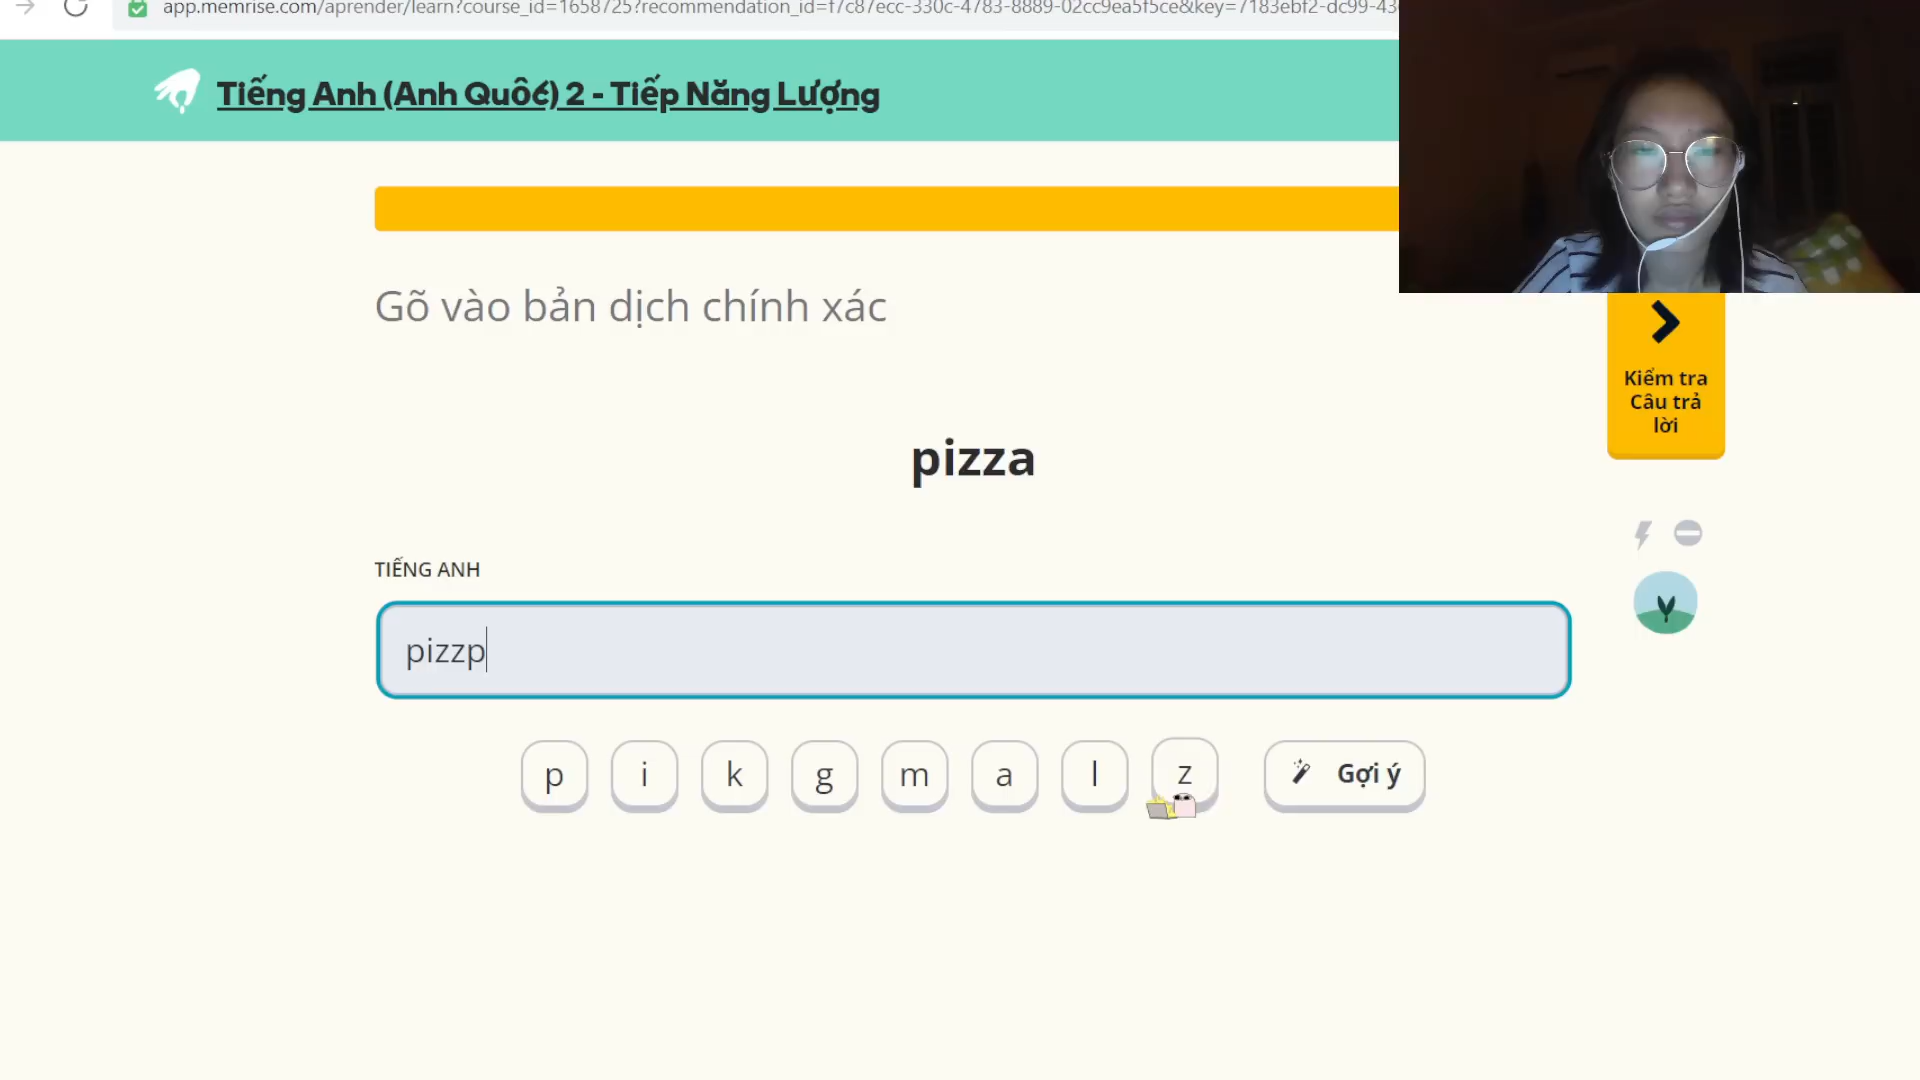 app.memrise.com/aprender/learn?course_id=1658725?recommendation_id=f7c87ecc-330c-4783-8889-02cc9ea5f5ce&key=7183ebf2-dc99-43
Tiếng Anh (Anh Quốc) 2 - Tiếp Năng Lượng
Gõ vào bản dịch chính xác
Kiểm tra
Câu trả
lời
pizza
TIẾNG ANH
pizzp
p i k g m a l z Gợi ý